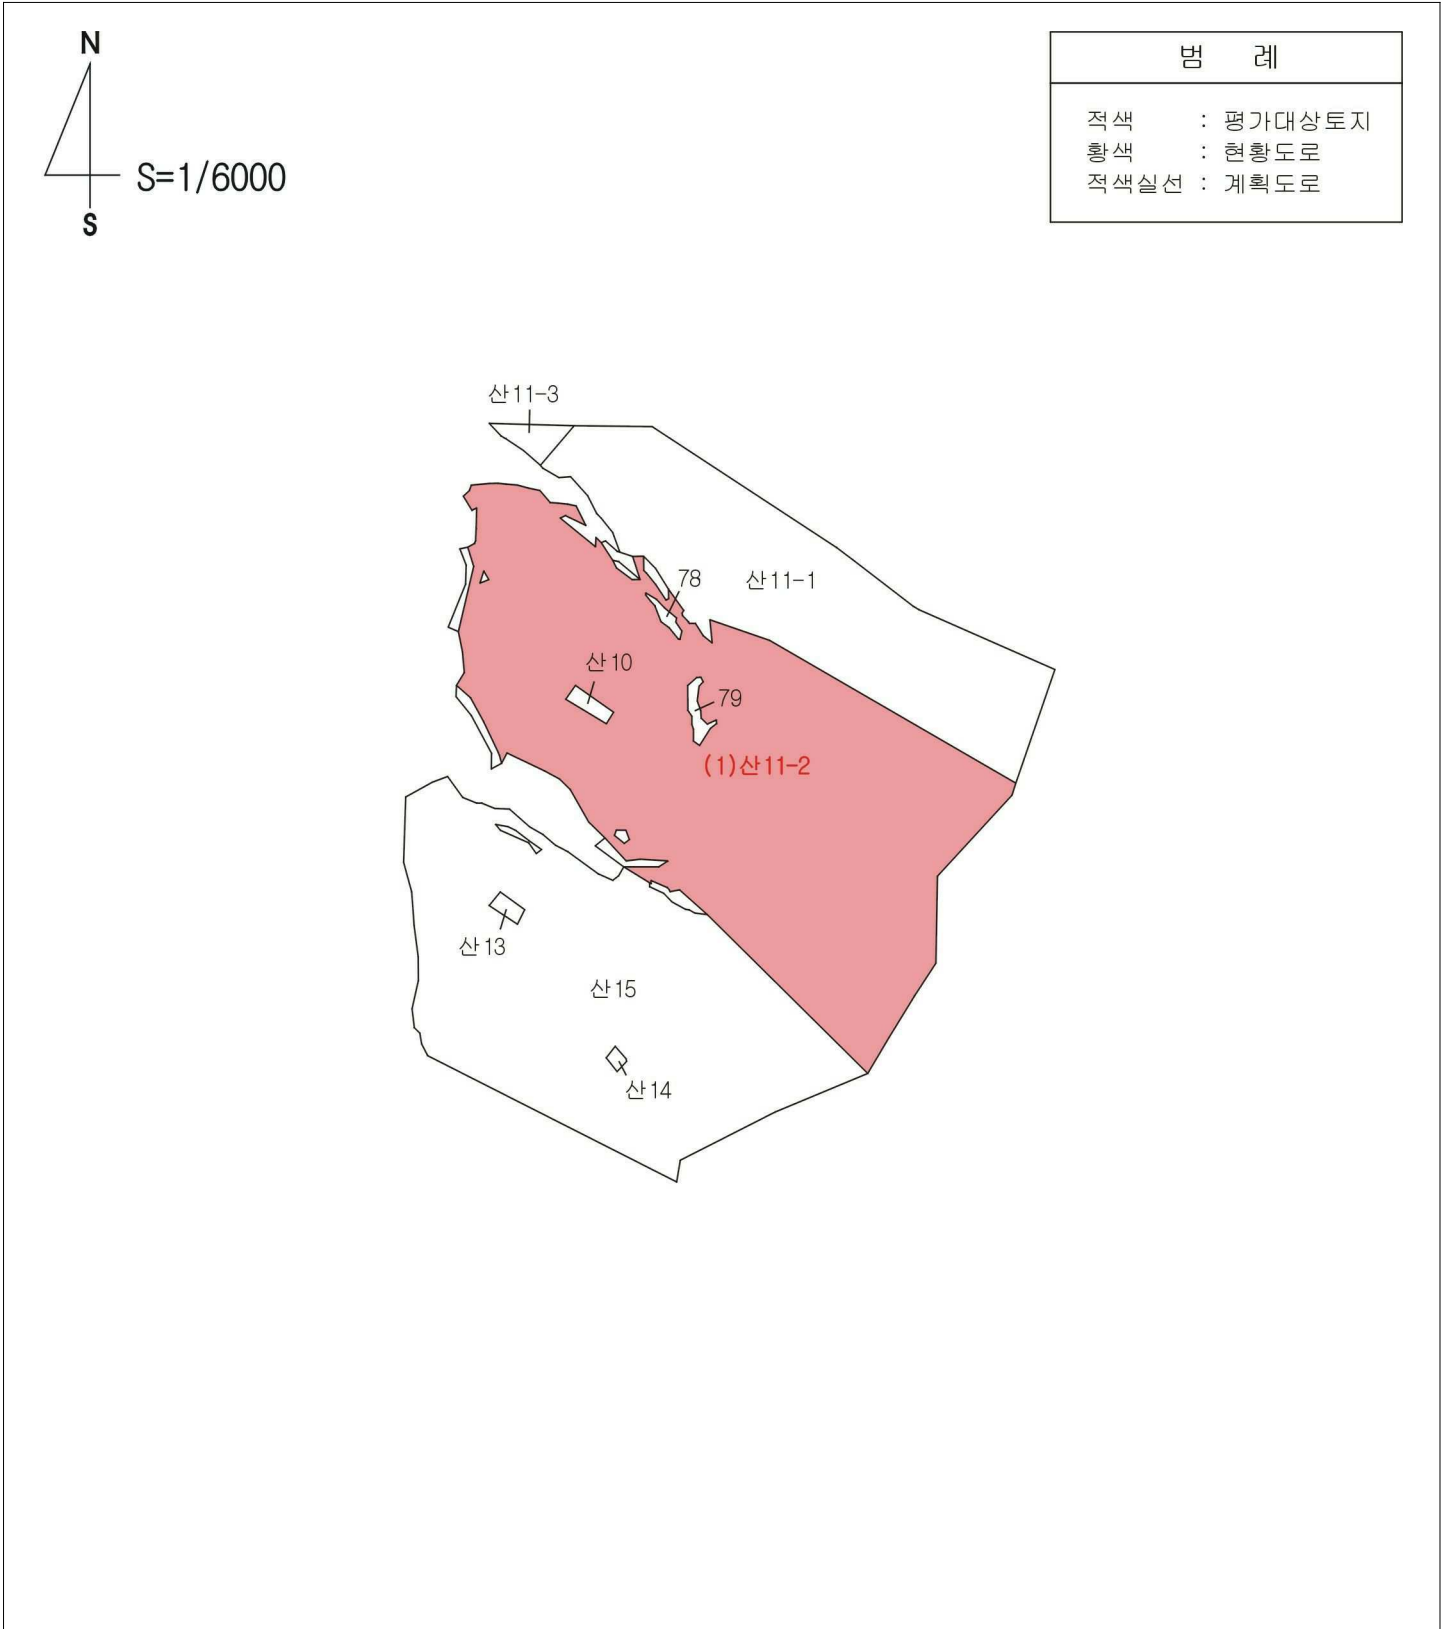 N
S=1/6000
S
범 례
적색 : 평가대상토지
황색 : 현황도로
적색실선 : 계획도로
산11-3
78
산11-1
산10
79
(1)산11-2
산13
산15
산14